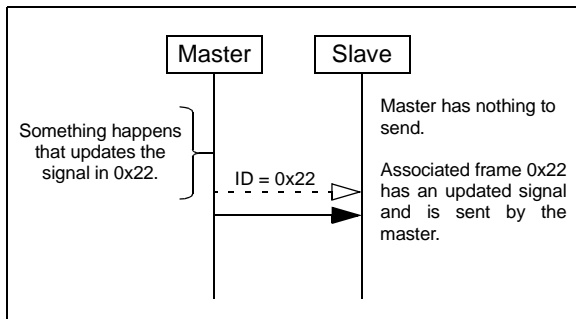 Master
Slave
Something happens
that updates the
signal in 0x22.
ID = 0x22
Master has nothing to
send.
Associated frame 0x22
has an updated signal
and is sent by the
master.